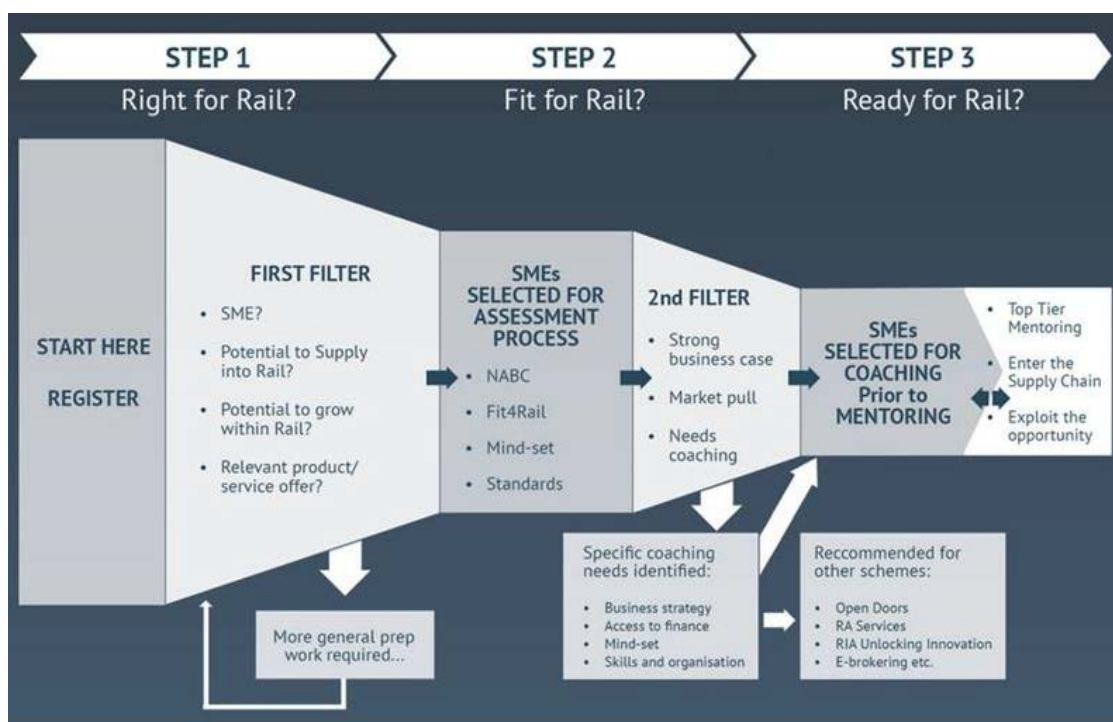 STEP 1
STEP 2
STEP 3
Right for Rail?
Fit for Rail?
Ready for Rail?
START HERE
REGISTER
FIRST FILTER
• SME?
• Potential to Supply
into Rail?
• Potential to grow
within Rail?
• Relevant product/
service offer?
More general prep
work required...
SMEs
SELECTED FOR
ASSESSMENT
PROCESS
• NABC
• Fit4Rail
• Mind-set
• Standards
2nd FILTER
• Strong
business case
• Market pull
• Needs
coaching
Specific coaching
needs identified:
• Business strategy
• Access to finance
• Mind-set
• Skills and organisation
Reccommended for
other schemes:
• Open Doors
• RA Services
• RIA Unlocking Innovation
• E-brokering etc.
SMEs
SELECTED FOR
COACHING
Prior to
MENTORING
• Top Tier
Mentoring
• Enter the
Supply Chain
• Exploit the
opportunity